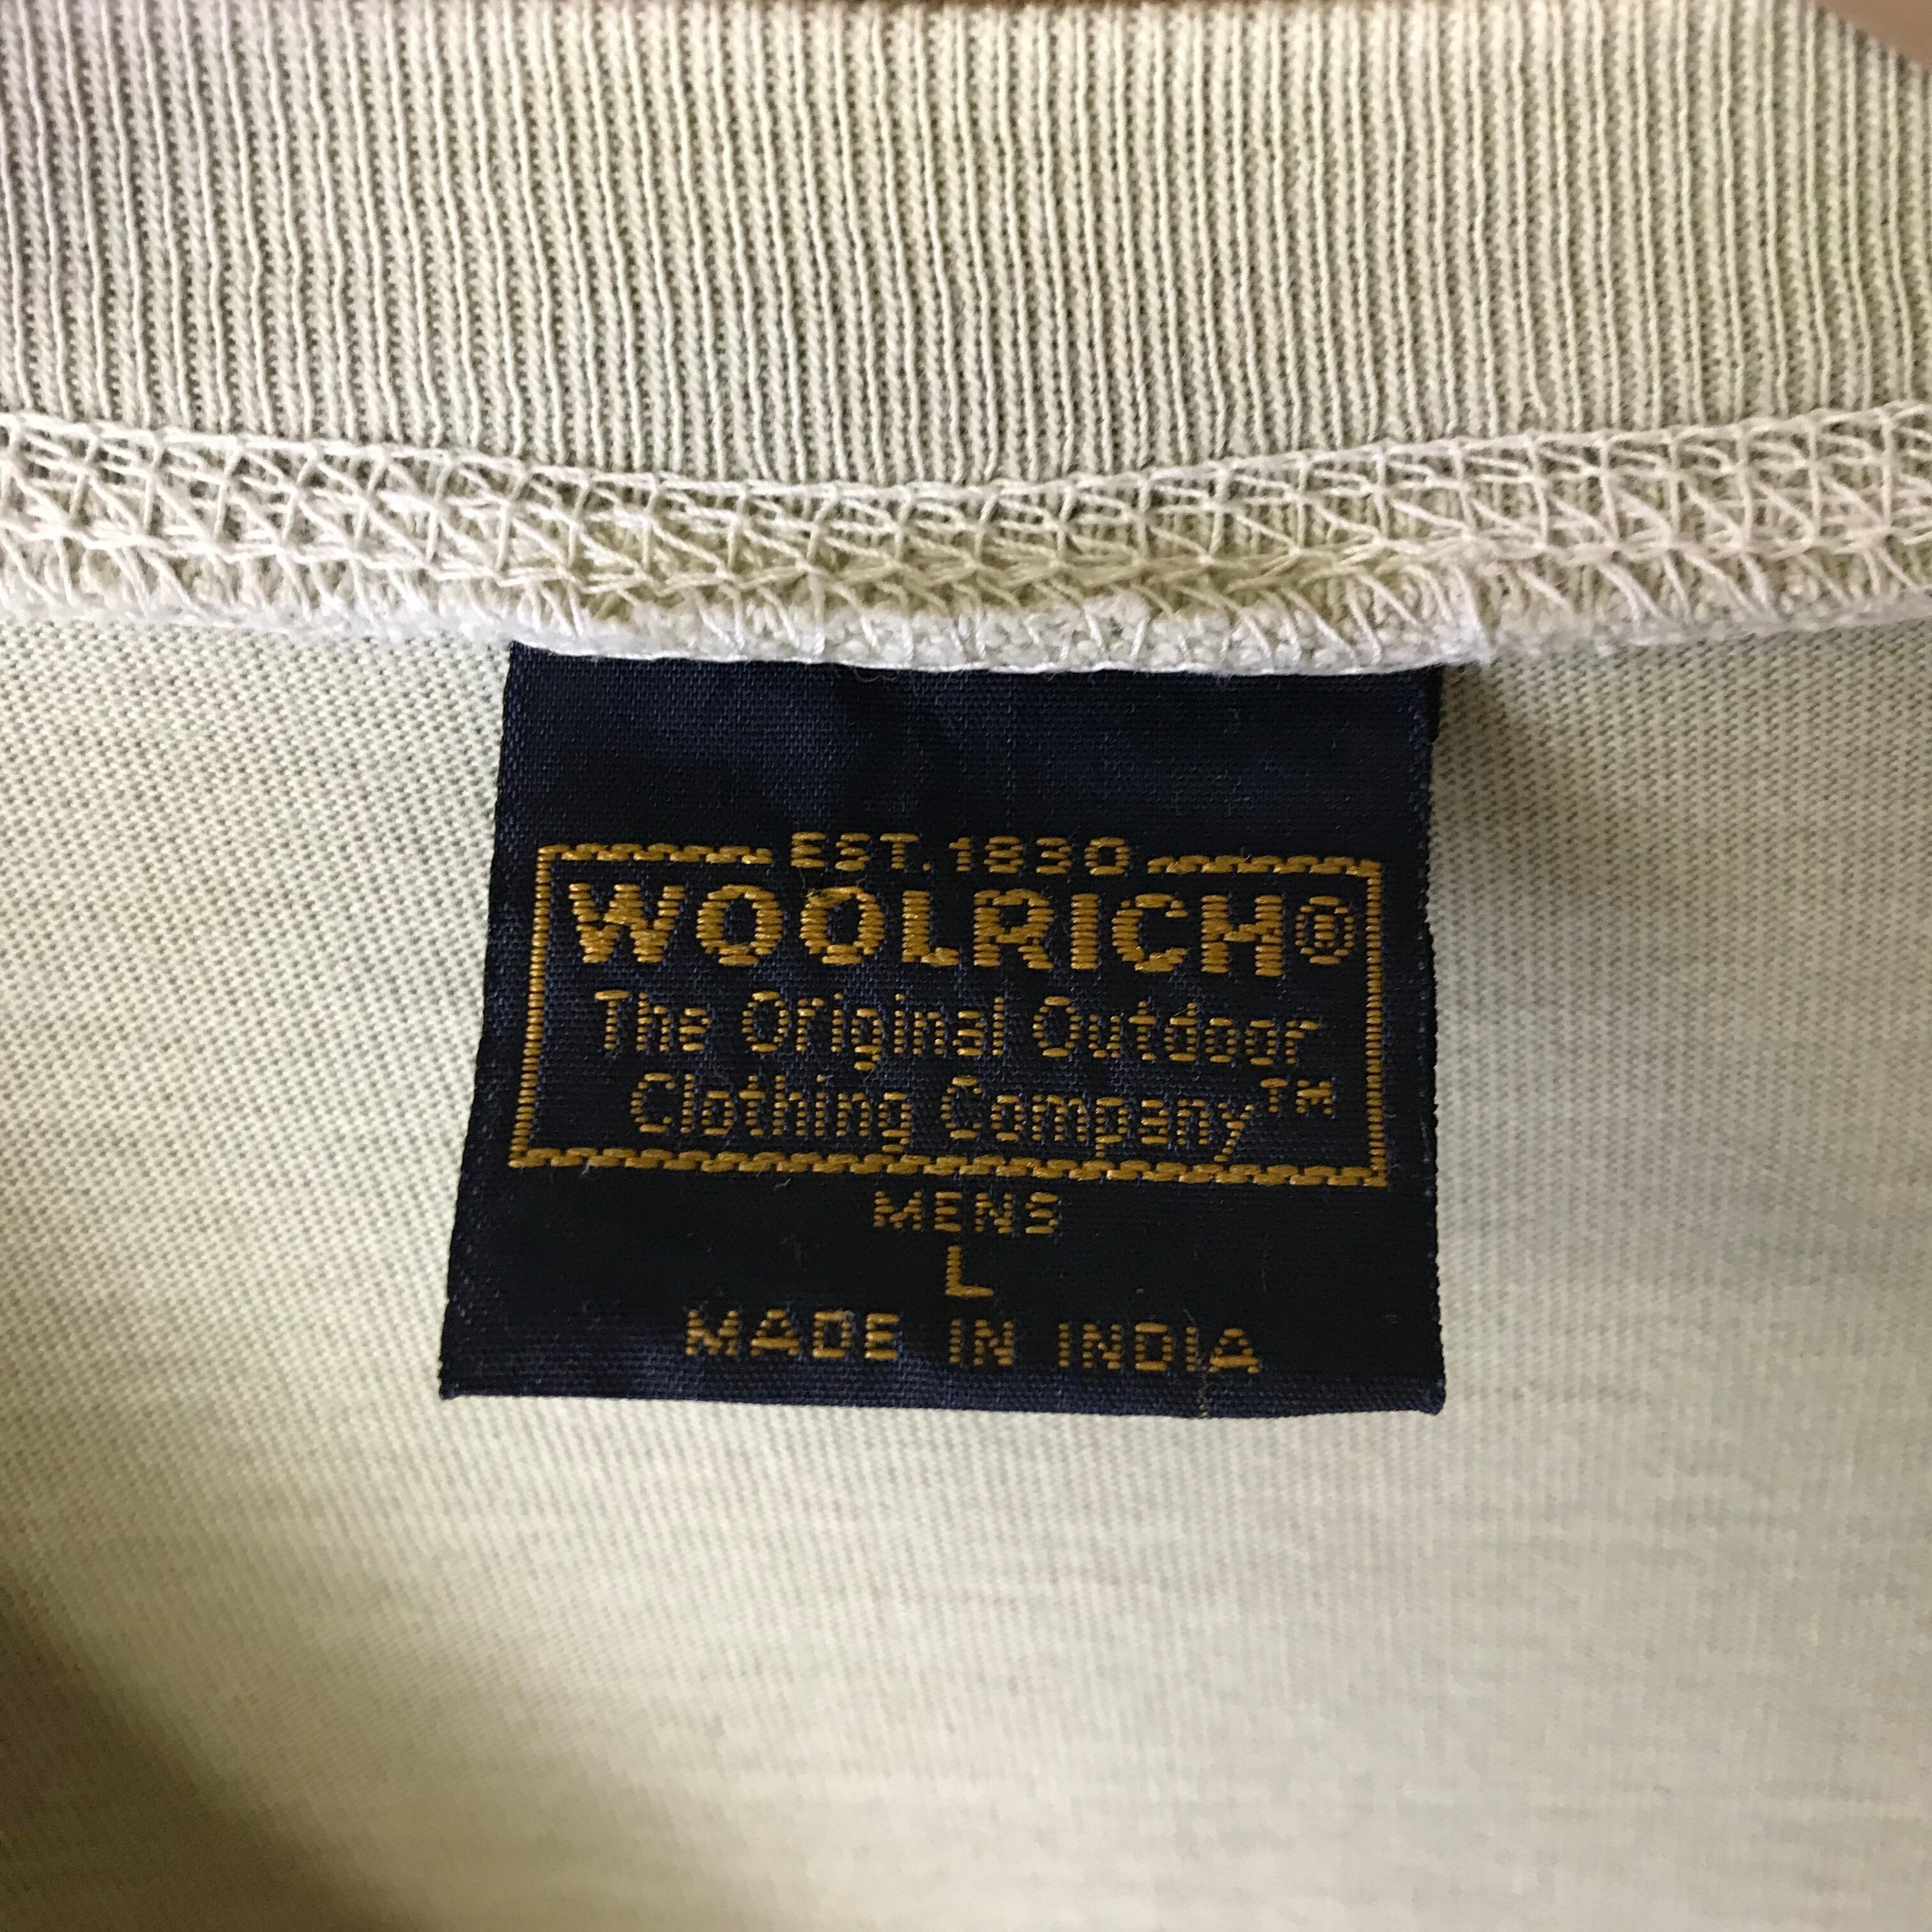 EST. 1830
WOOLRICH®
The Original Outdoor
Clothing Company™
MENS
L
MADE IN INDIA